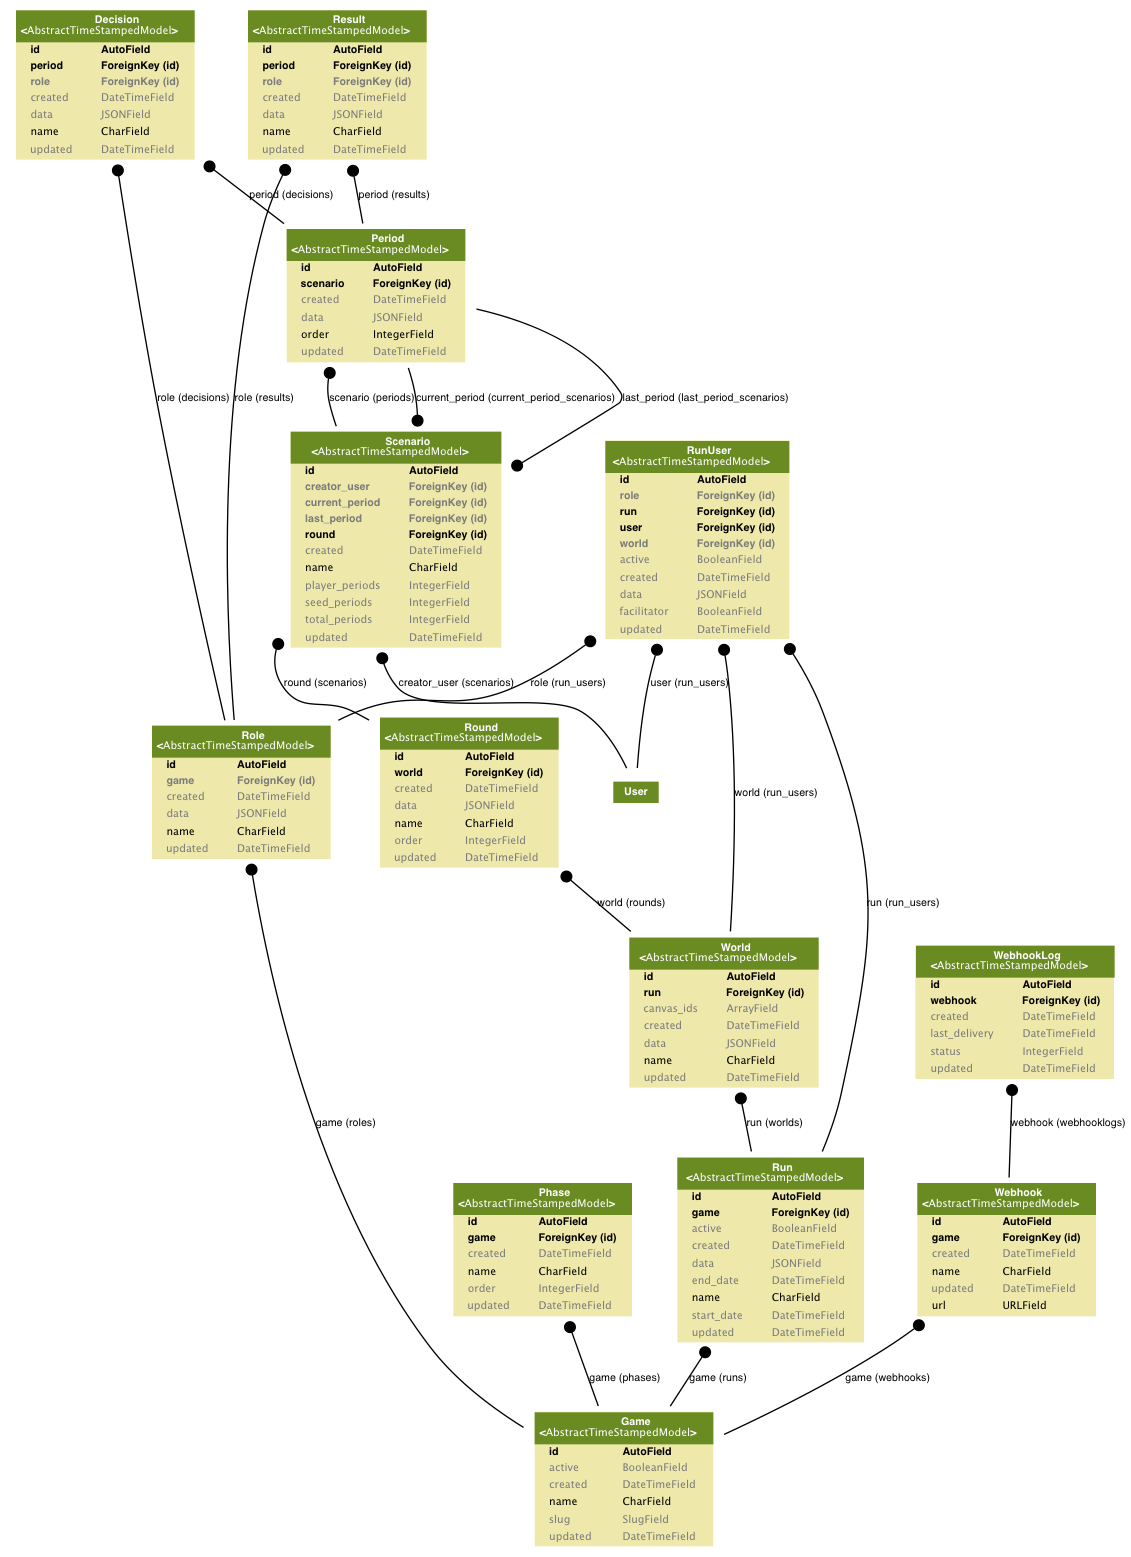 Decision
<AbstractTimeStampedModel>
id AutoField
period ForeignKey (id)
role ForeignKey (id)
created DateTimeField
data JSONField
name CharField
updated DateTimeField
Result
<AbstractTimeStampedModel>
id AutoField
period ForeignKey (id)
role ForeignKey (id)
created DateTimeField
data JSONField
name CharField
updated DateTimeField
period (decisions)
period (results)
Period
<AbstractTimeStampedModel>
id AutoField
scenario ForeignKey (id)
created DateTimeField
data JSONField
order IntegerField
updated DateTimeField
role (decisions)
role (results)
scenario (periods)
current_period (current_period_scenarios)
last_period (last_period_scenarios)
Scenario
<AbstractTimeStampedModel>
id AutoField
creator_user ForeignKey (id)
current_period ForeignKey (id)
last_period ForeignKey (id)
round ForeignKey (id)
created DateTimeField
name CharField
player_periods IntegerField
seed_periods IntegerField
total_periods IntegerField
updated DateTimeField
RunUser
<AbstractTimeStampedModel>
id AutoField
role ForeignKey (id)
run ForeignKey (id)
user ForeignKey (id)
world ForeignKey (id)
active BooleanField
created DateTimeField
data JSONField
facilitator BooleanField
updated DateTimeField
round (scenarios)
creator_user (scenarios)
role (run_users)
user (run_users)
Role
<AbstractTimeStampedModel>
id AutoField
game ForeignKey (id)
created DateTimeField
data JSONField
name CharField
updated DateTimeField
Round
<AbstractTimeStampedModel>
id AutoField
world ForeignKey (id)
created DateTimeField
data JSONField
name CharField
order IntegerField
updated DateTimeField
User
world (run_users)
world (rounds)
run (run_users)
World
<AbstractTimeStampedModel>
id AutoField
run ForeignKey (id)
canvas_ids ArrayField
created DateTimeField
data JSONField
name CharField
updated DateTimeField
WebhookLog
<AbstractTimeStampedModel>
id AutoField
webhook ForeignKey (id)
created DateTimeField
last_delivery DateTimeField
status IntegerField
updated DateTimeField
game (roles)
run (worlds)
webhook (webhooklogs)
Phase
<AbstractTimeStampedModel>
id AutoField
game ForeignKey (id)
created DateTimeField
name CharField
order IntegerField
updated DateTimeField
Run
<AbstractTimeStampedModel>
id AutoField
game ForeignKey (id)
active BooleanField
created DateTimeField
data JSONField
end_date DateTimeField
name CharField
start_date DateTimeField
updated DateTimeField
Webhook
<AbstractTimeStampedModel>
id AutoField
game ForeignKey (id)
created DateTimeField
name CharField
updated DateTimeField
url URLField
game (phases)
game (runs)
game (webhooks)
Game
<AbstractTimeStampedModel>
id AutoField
active BooleanField
created DateTimeField
name CharField
slug SlugField
updated DateTimeField